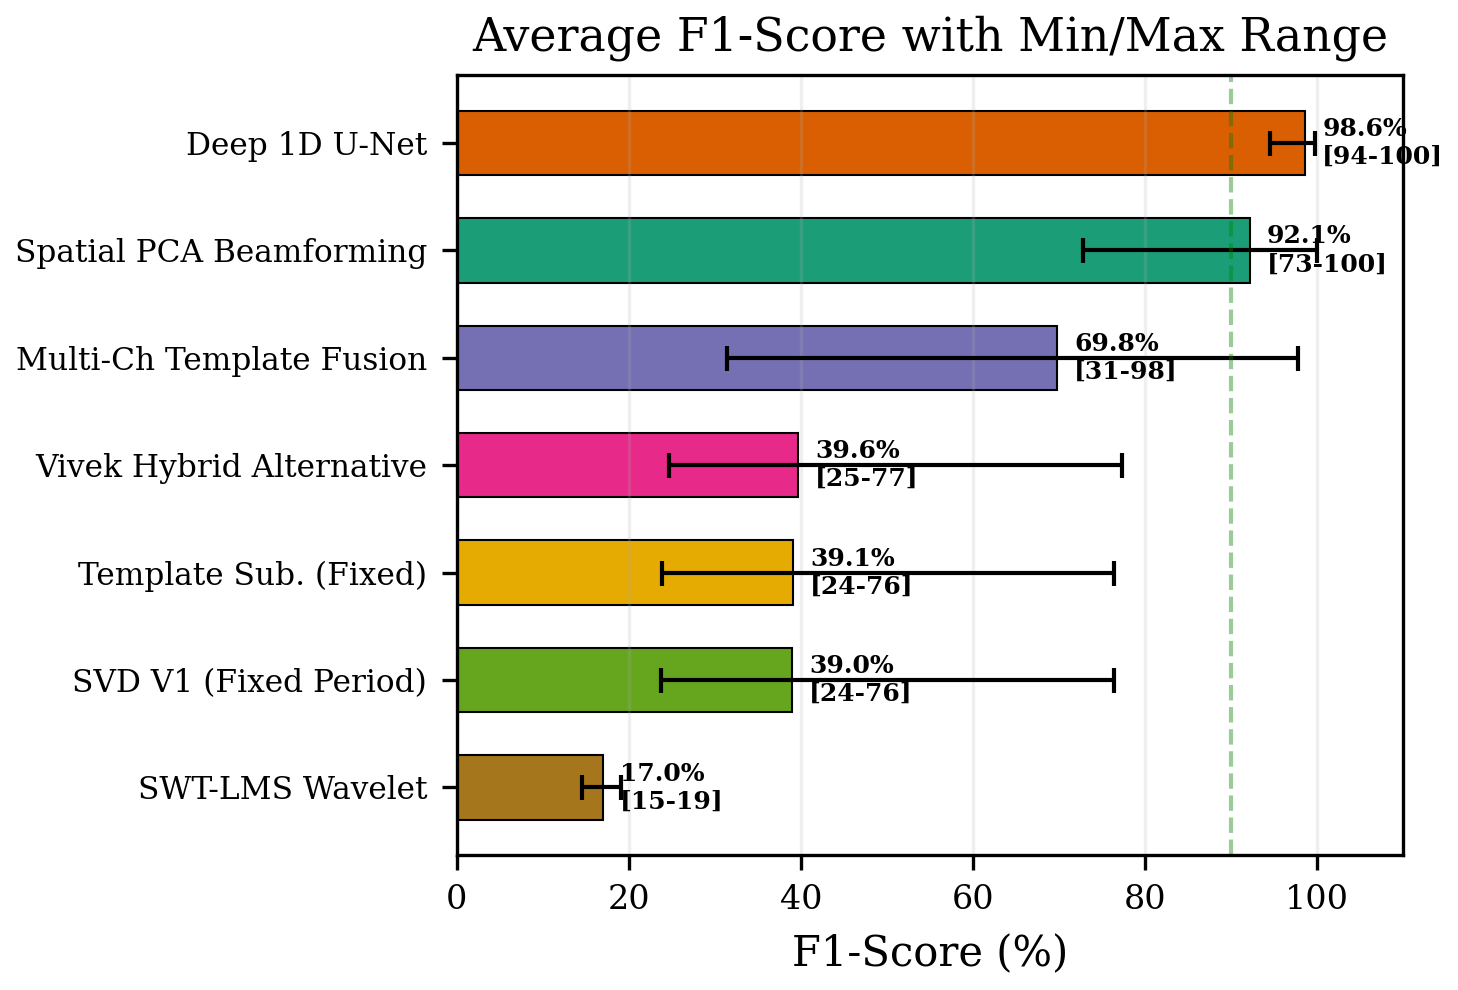 Average F1-Score with Min/Max Range
Deep 1D U-Net
98.6%
[94-100]
Spatial PCA Beamforming
92.1%
[73-100]
Multi-Ch Template Fusion
69.8%
[31-98]
Vivek Hybrid Alternative
39.6%
[25-77]
Template Sub. (Fixed)
39.1%
[24-76]
SVD V1 (Fixed Period)
39.0%
[24-76]
SWT-LMS Wavelet
17.0%
[15-19]
0 20 40 60 80 100
F1-Score (%)